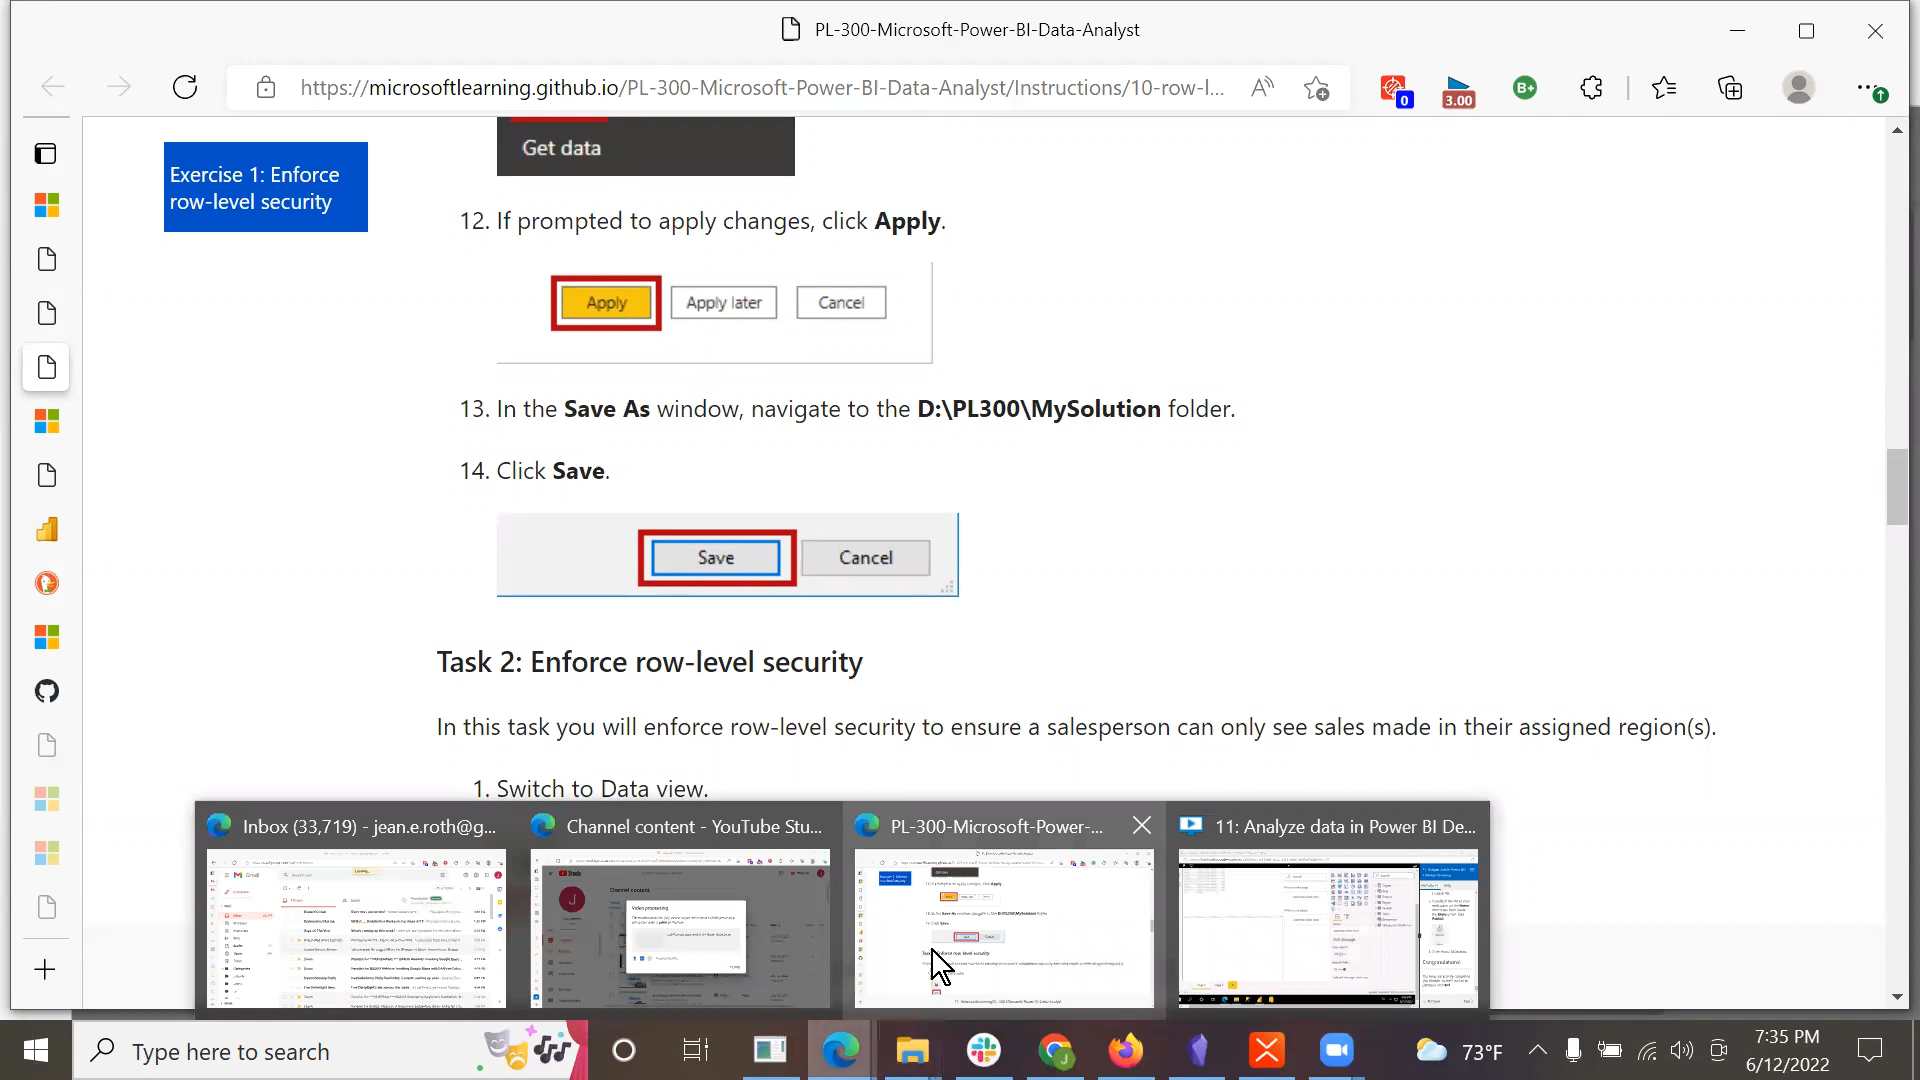 PL-300-Microsoft-Power-BI-Data-Analyst
https://microsoftlearning.github.io/PL-300-Microsoft-Power-BI-Data-Analyst/Instructions/10-row-l...
0
3.00
B+
Exercise 1: Enforce
row-level security
Get data
12. If prompted to apply changes, click Apply.
Apply
Apply later
Cancel
13. In the Save As window, navigate to the D:\PL300\MySolution folder.
14. Click Save.
Save
Cancel
Task 2: Enforce row-level security
In this task you will enforce row-level security to ensure a salesperson can only see sales made in their assigned region(s).
1. Switch to Data view.
Inbox (33,719) - jean.e.roth@g...
Channel content - YouTube Stu...
PL-300-Microsoft-Power-...
11: Analyze data in Power BI De...
Gmail
Channel content
Video processing
Congratulations!
Type here to search
73°F
7:35 PM
6/12/2022